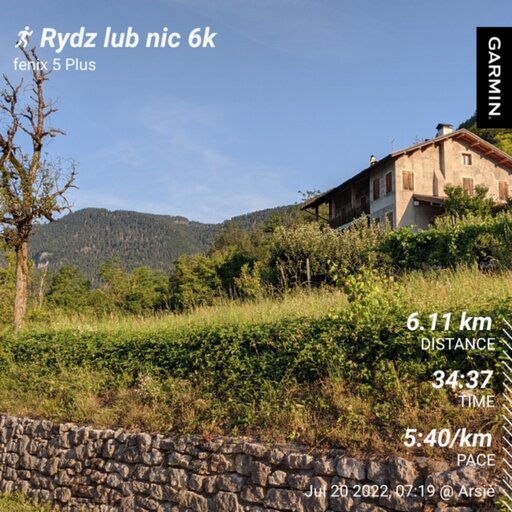 Rydz lub nic 6k
fenix 5 Plus
GARMIN.
6.11 km
DISTANCE
34:37
TIME
5:40/km
PACE
Jul 20 2022, 07:19 @ Arsiè